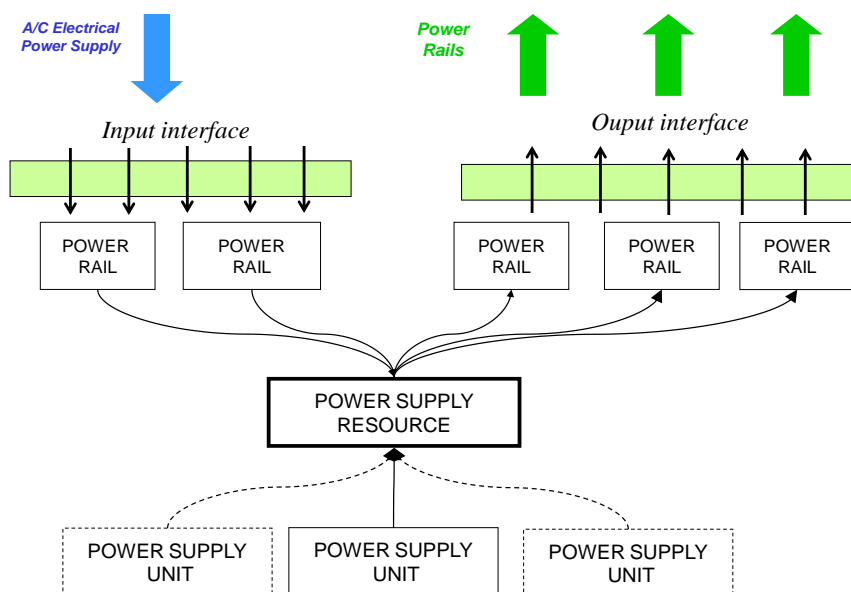 A/C Electrical
Power Supply
Power
Rails
Input interface
Ouput interface
POWER
RAIL
POWER
RAIL
POWER
RAIL
POWER
RAIL
POWER
RAIL
POWER SUPPLY
RESOURCE
POWER SUPPLY
UNIT
POWER SUPPLY
UNIT
POWER SUPPLY
UNIT